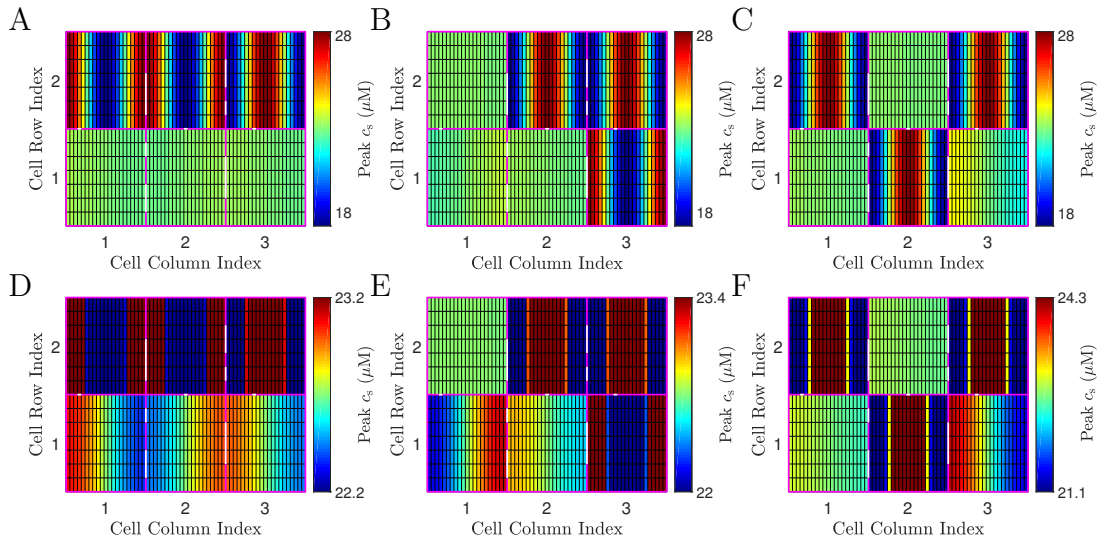 A
Cell Row Index
2
1
1 2 3
Cell Column Index
28
18
Peak c_s (μM)
B
Cell Row Index
2
1
1 2 3
Cell Column Index
28
18
Peak c_s (μM)
C
Cell Row Index
2
1
1 2 3
Cell Column Index
28
18
Peak c_s (μM)
D
Cell Row Index
2
1
1 2 3
Cell Column Index
23.2
22.2
Peak c_s (μM)
E
Cell Row Index
2
1
1 2 3
Cell Column Index
23.4
22
Peak c_s (μM)
F
Cell Row Index
2
1
1 2 3
Cell Column Index
24.3
21.1
Peak c_s (μM)